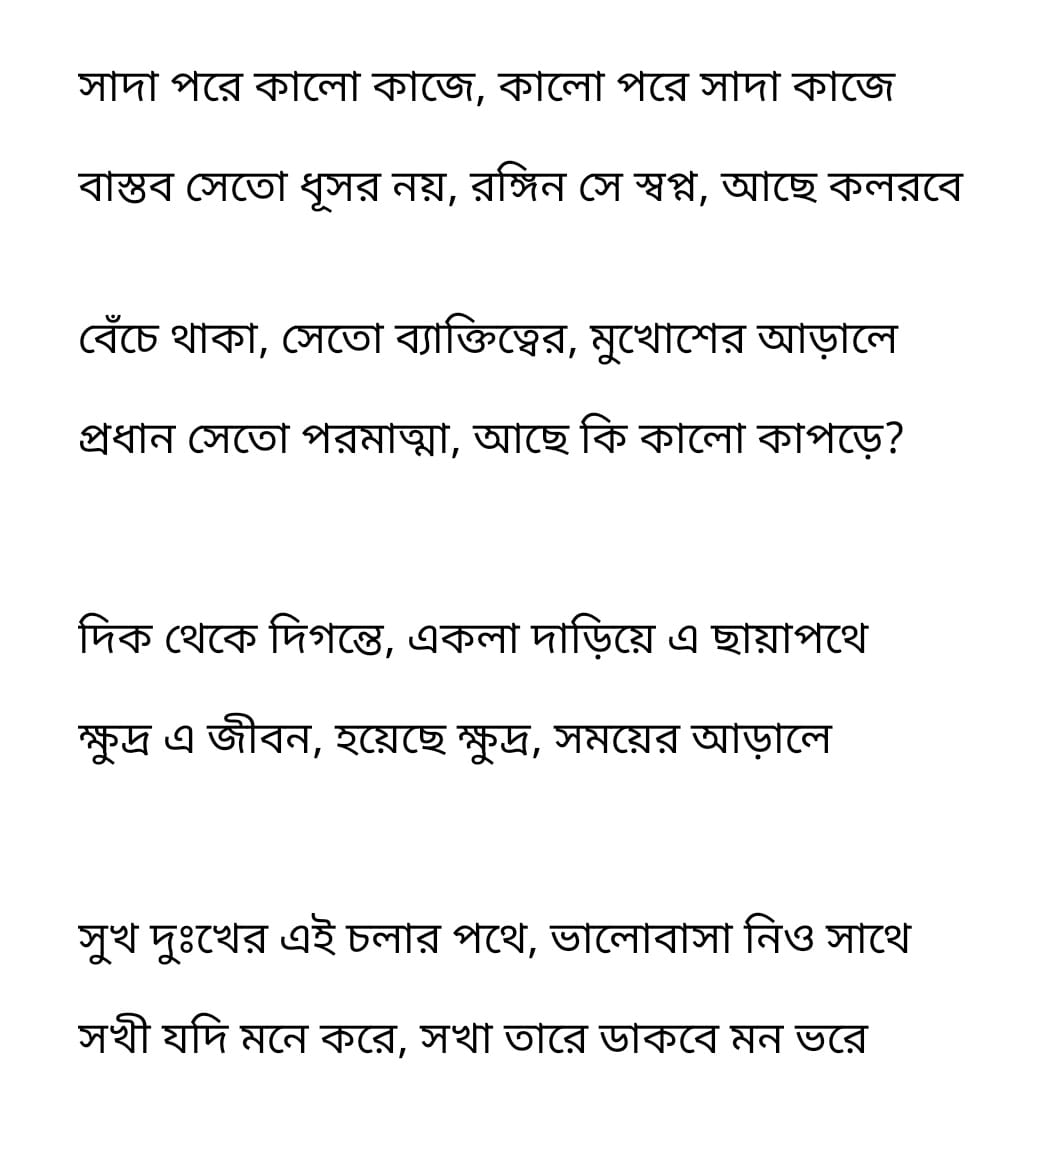 সাদা পরে কালো কাজে, কালো পরে সাদা কাজে
বাস্তব সেতো ধূসর নয়, রঙ্গিন সে স্বপ্ন, আছে কলরবে
বেঁচে থাকা, সেতো ব্যাক্তিত্বের, মুখোশের আড়ালে
প্রধান সেতো পরমাত্মা, আছে কি কালো কাপড়ে?
দিক থেকে দিগন্তে, একলা দাড়িয়ে এ ছায়াপথে
ক্ষুদ্র এ জীবন, হয়েছে ক্ষুদ্র, সময়ের আড়ালে
সুখ দুঃখের এই চলার পথে, ভালোবাসা নিও সাথে
সখী যদি মনে করে, সখা তারে ডাকবে মন ভরে